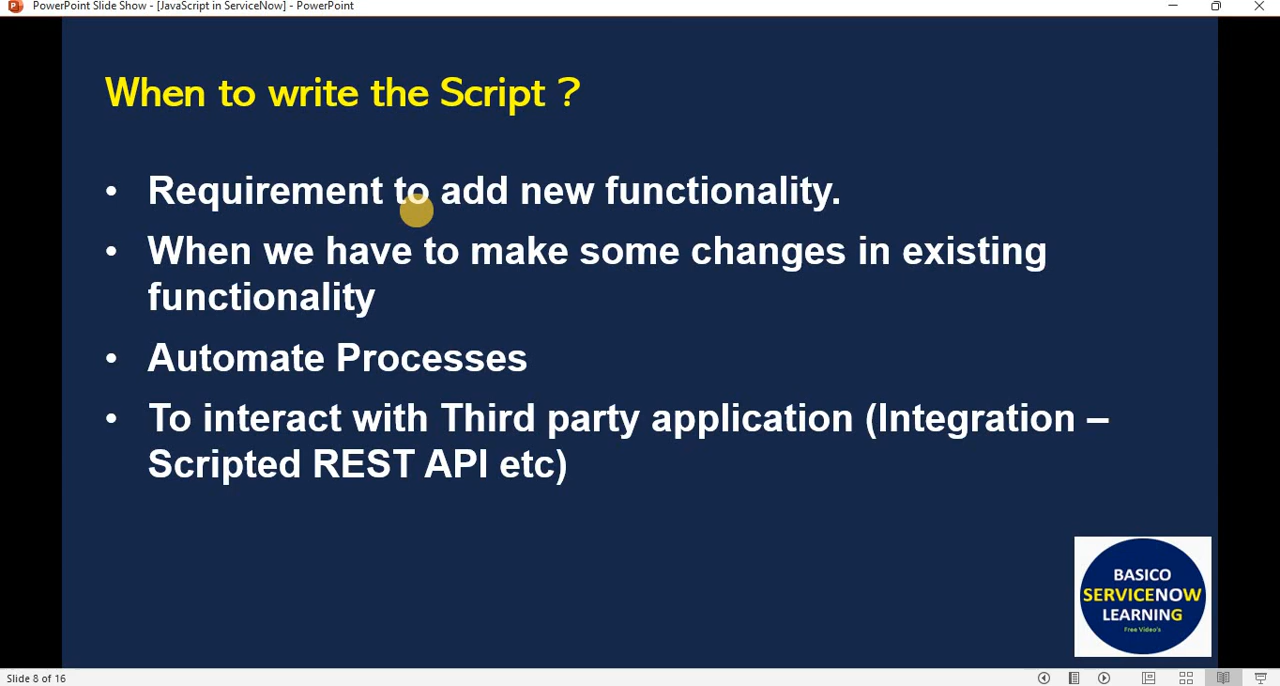 PowerPoint Slide Show - [JavaScript in ServiceNow] - PowerPoint
When to write the Script ?
• Requirement to add new functionality.
• When we have to make some changes in existing
functionality
• Automate Processes
• To interact with Third party application (Integration –
Scripted REST API etc)
BASICO
SERVICENOW
LEARNING
Free Video's
Slide 8 of 16